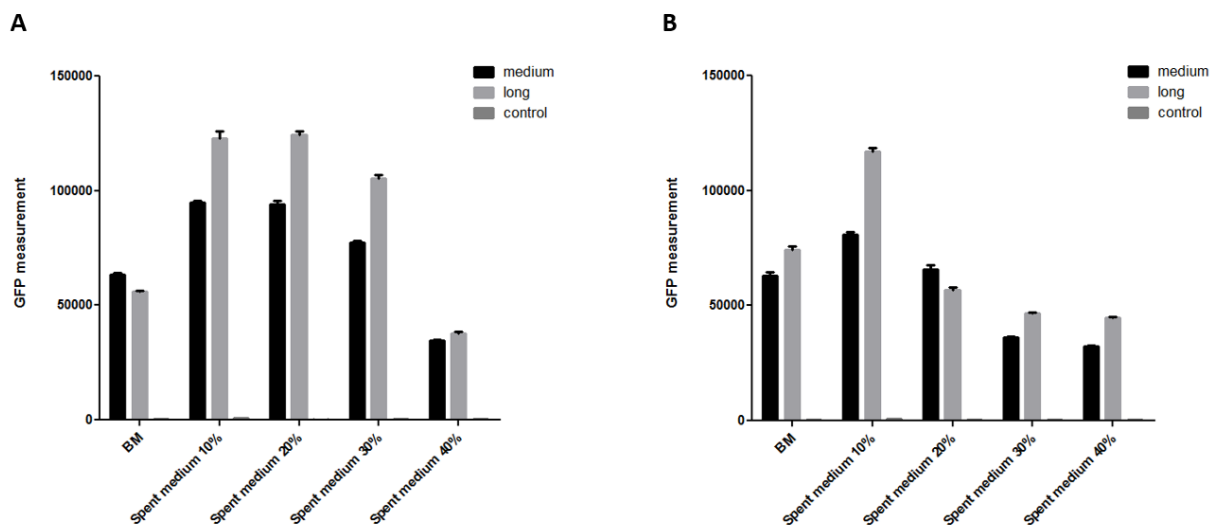 A
150000
100000
50000
0
GFP measurement
medium
long
control
BM
Spent medium 10%
Spent medium 20%
Spent medium 30%
Spent medium 40%
B
150000
100000
50000
0
GFP measurement
medium
long
control
BM
Spent medium 10%
Spent medium 20%
Spent medium 30%
Spent medium 40%